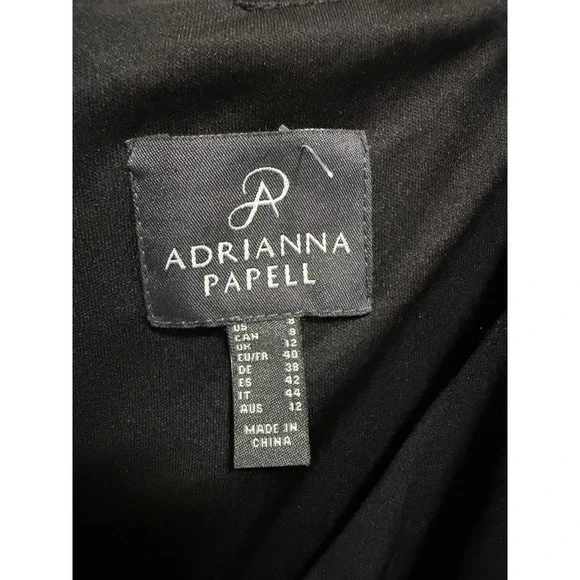 ADRIANNA
PAPELL
US 8
CAN 8
UK 12
EU/FR 40
DE 38
ES 42
IT 44
AUS 12
MADE IN
CHINA